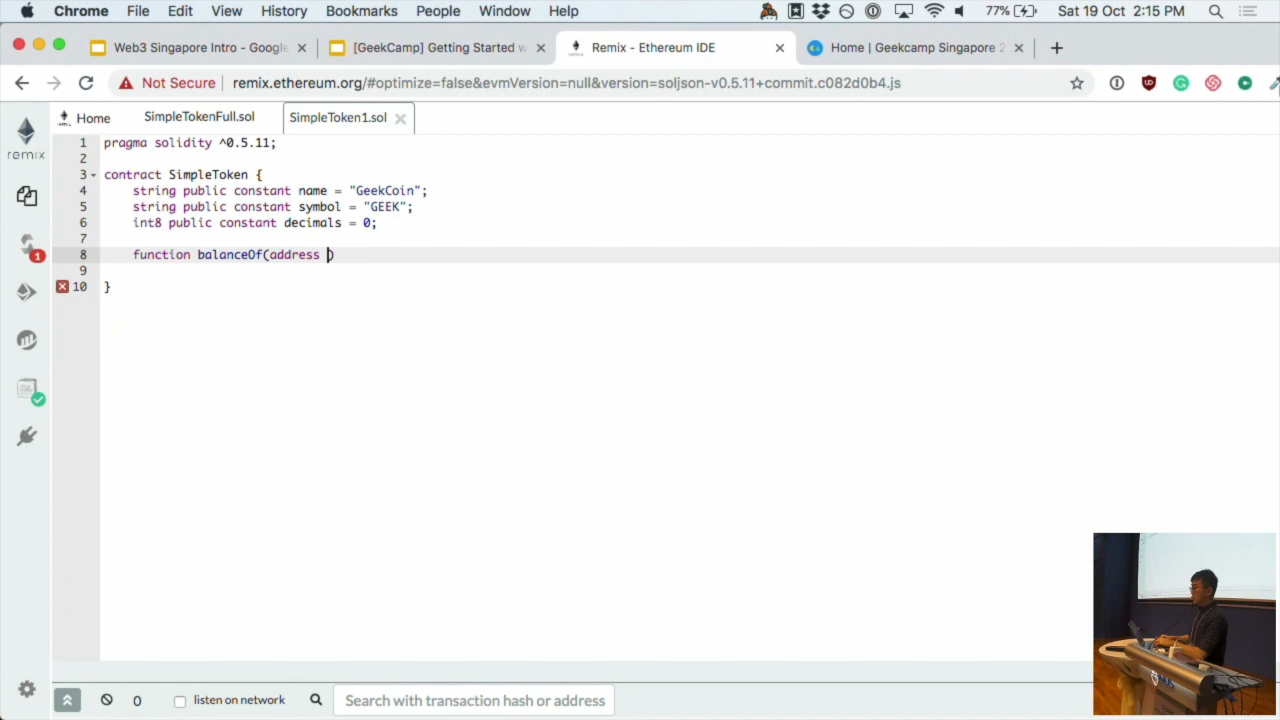 Chrome File Edit View History Bookmarks People Window Help 77% Sat 19 Oct 2:15 PM
Web3 Singapore Intro - Google
[GeekCamp] Getting Started w
Remix - Ethereum IDE
Home | Geekcamp Singapore 2
Not Secure remix.ethereum.org/#optimize=false&evmVersion=null&version=soljson-v0.5.11+commit.c082d0b4.js
remix
Home SimpleTokenFull.sol SimpleToken1.sol
1 pragma solidity ^0.5.11;
2
3 contract SimpleToken {
4 string public constant name = "GeekCoin";
5 string public constant symbol = "GEEK";
6 int8 public constant decimals = 0;
7
8 function balanceOf(address )
9
10 }
1
0 listen on network Search with transaction hash or address
NUS